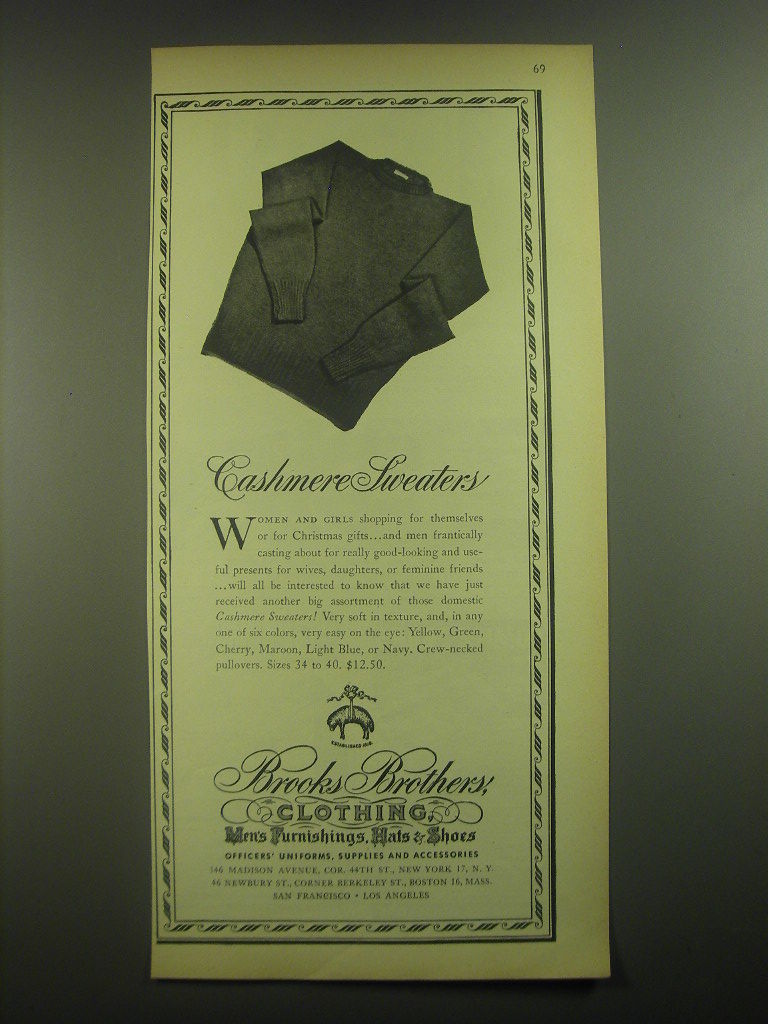 69
Cashmere Sweaters
WOMEN AND GIRLS shopping for themselves
or for Christmas gifts...and men frantically
casting about for really good-looking and use-
ful presents for wives, daughters, or feminine friends
...will all be interested to know that we have just
received another big assortment of those domestic
Cashmere Sweaters! Very soft in texture, and, in any
one of six colors, very easy on the eye: Yellow, Green,
Cherry, Maroon, Light Blue, or Navy. Crew-necked
pullovers. Sizes 34 to 40. $12.50.
ESTABLISHED 1818
Brooks Brothers,
CLOTHING,
Men's Furnishings, Hats & Shoes
OFFICERS' UNIFORMS, SUPPLIES AND ACCESSORIES
346 MADISON AVENUE, COR. 44TH ST., NEW YORK 17, N. Y.
46 NEWBURY ST., CORNER BERKELEY ST., BOSTON 16, MASS.
SAN FRANCISCO • LOS ANGELES